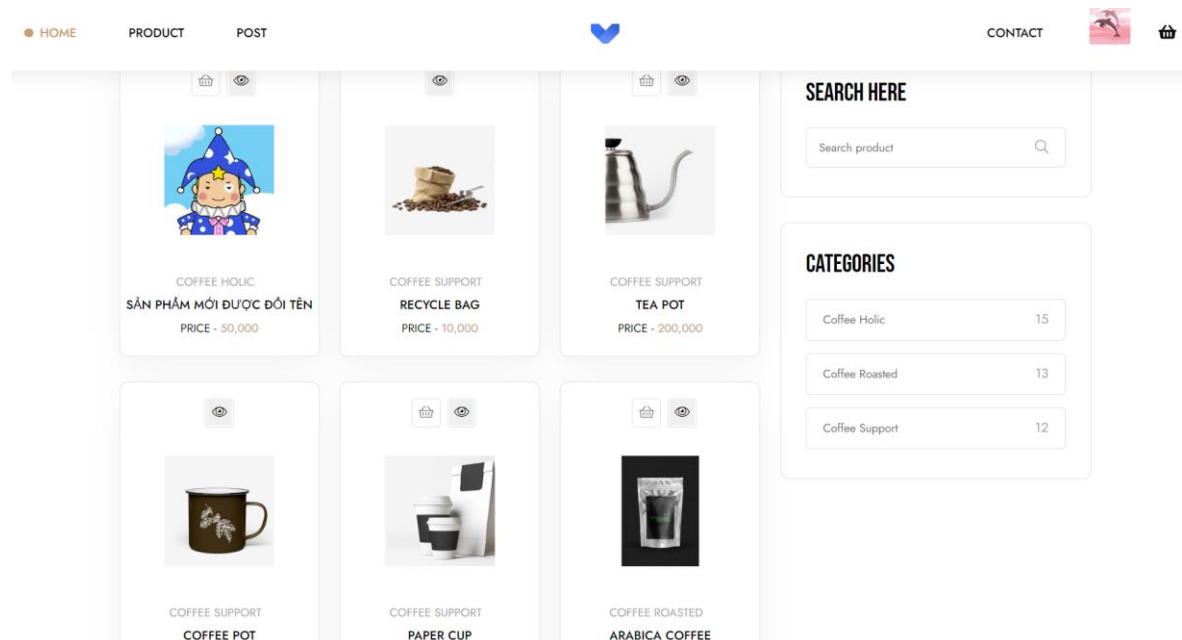 HOME
PRODUCT
POST
CONTACT
COFFEE HOLIC
SẢN PHẨM MỚI ĐƯỢC ĐỔI TÊN
PRICE - 50,000
COFFEE SUPPORT
RECYCLE BAG
PRICE - 10,000
COFFEE SUPPORT
TEA POT
PRICE - 200,000
COFFEE SUPPORT
COFFEE POT
COFFEE SUPPORT
PAPER CUP
COFFEE ROASTED
ARABICA COFFEE
SEARCH HERE
Search product
CATEGORIES
Coffee Holic 15
Coffee Roasted 13
Coffee Support 12